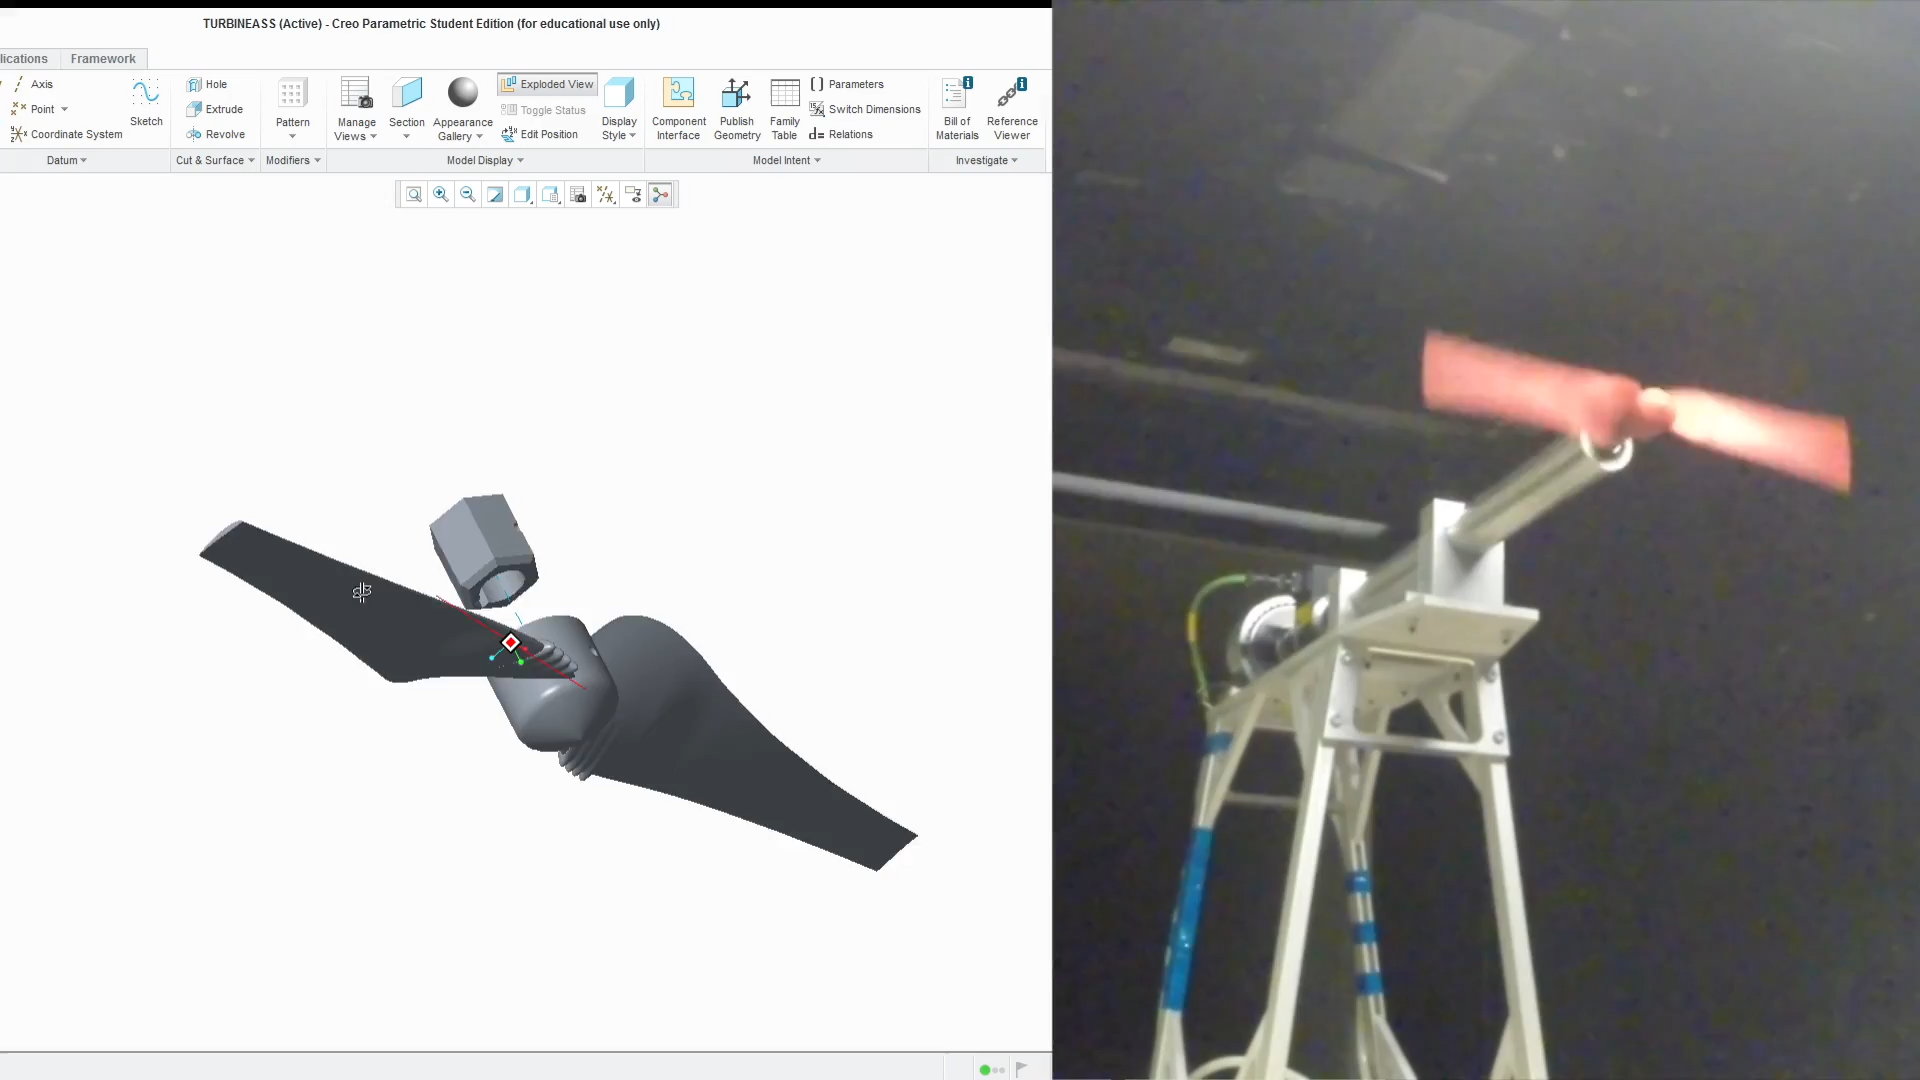 TURBINEASS (Active) - Creo Parametric Student Edition (for educational use only)
lications Framework
Axis
Point
Coordinate System
Sketch
Datum
Hole
Extrude
Revolve
Cut & Surface
Pattern
Modifiers
Manage Views
Section
Appearance Gallery
Exploded View
Toggle Status
Edit Position
Display Style
Model Display
Component Interface
Publish Geometry
Family Table
Parameters
Switch Dimensions
d= Relations
Model Intent
Bill of Materials
Reference Viewer
Investigate